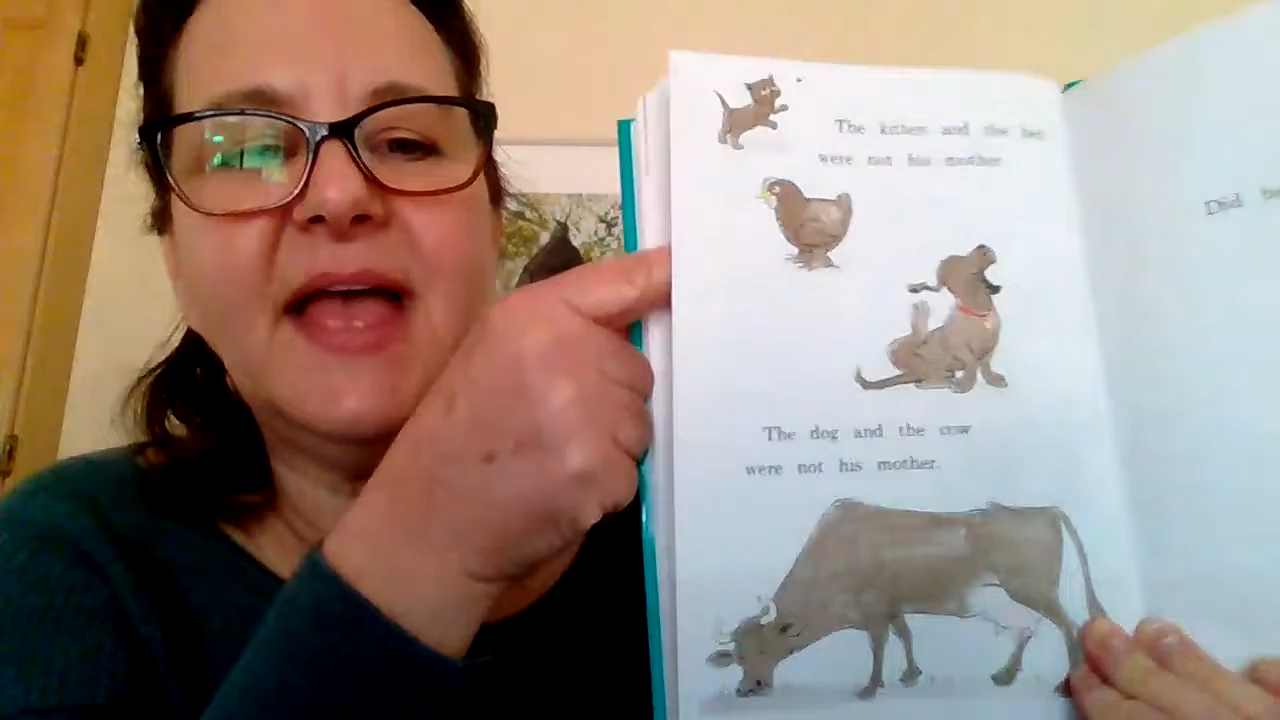 The kitten and the hen
were not his mother.
The dog and the cow
were not his mother.
Did